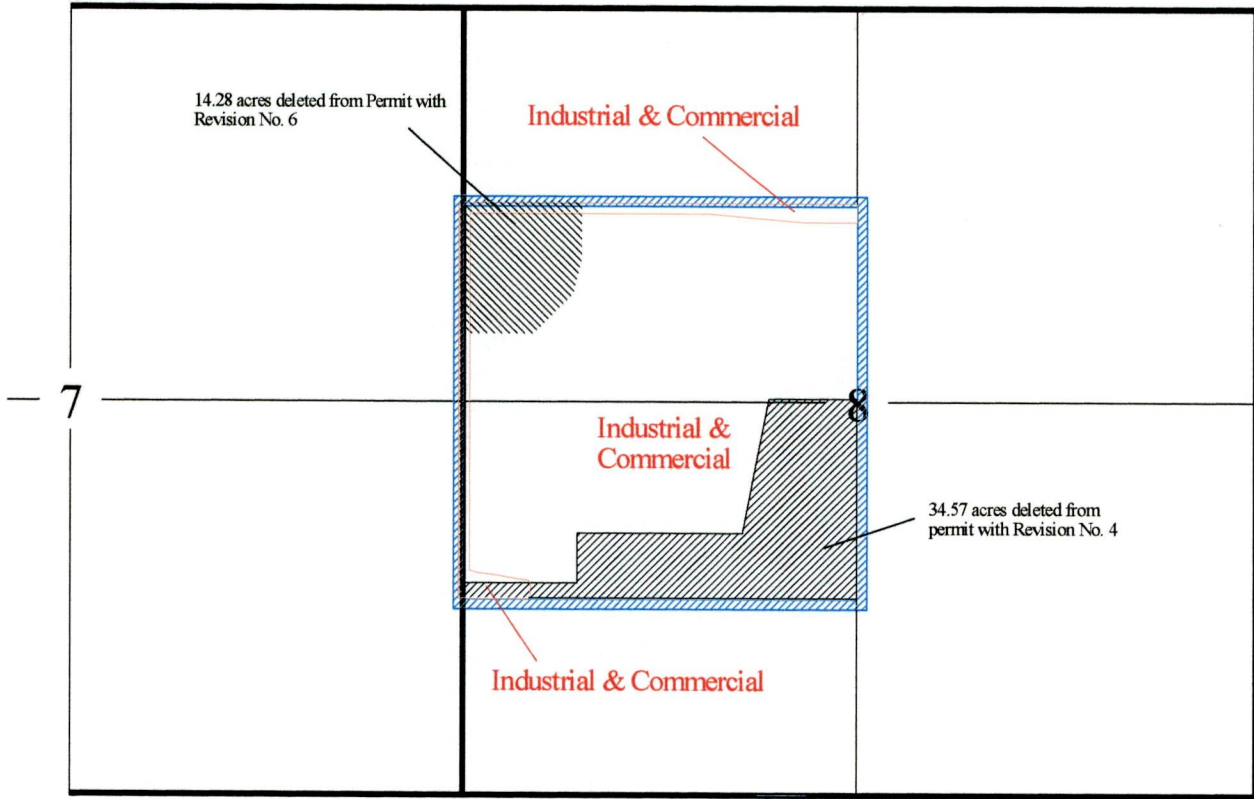 14.28 acres deleted from Permit with
Revision No. 6
Industrial & Commercial
7
8
Industrial &
Commercial
34.57 acres deleted from
permit with Revision No. 4
Industrial & Commercial